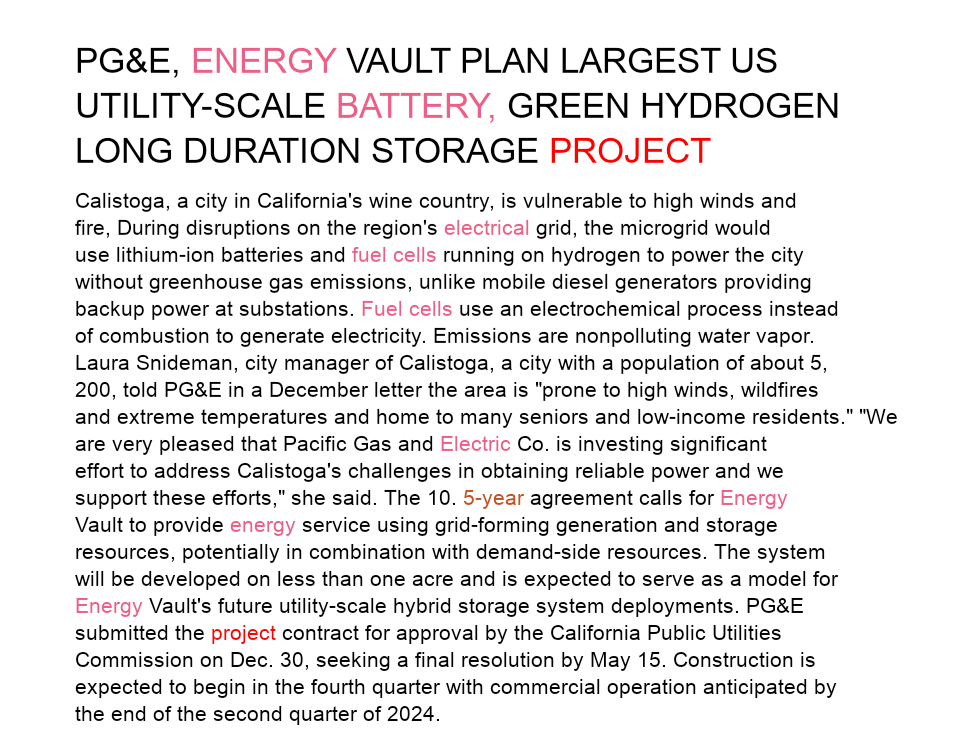 PG&E, ENERGY VAULT PLAN LARGEST US
UTILITY-SCALE BATTERY, GREEN HYDROGEN
LONG DURATION STORAGE PROJECT
Calistoga, a city in California's wine country, is vulnerable to high winds and
fire, During disruptions on the region's electrical grid, the microgrid would
use lithium-ion batteries and fuel cells running on hydrogen to power the city
without greenhouse gas emissions, unlike mobile diesel generators providing
backup power at substations. Fuel cells use an electrochemical process instead
of combustion to generate electricity. Emissions are nonpolluting water vapor.
Laura Snideman, city manager of Calistoga, a city with a population of about 5,
200, told PG&E in a December letter the area is "prone to high winds, wildfires
and extreme temperatures and home to many seniors and low-income residents." "We
are very pleased that Pacific Gas and Electric Co. is investing significant
effort to address Calistoga's challenges in obtaining reliable power and we
support these efforts," she said. The 10. 5-year agreement calls for Energy
Vault to provide energy service using grid-forming generation and storage
resources, potentially in combination with demand-side resources. The system
will be developed on less than one acre and is expected to serve as a model for
Energy Vault's future utility-scale hybrid storage system deployments. PG&E
submitted the project contract for approval by the California Public Utilities
Commission on Dec. 30, seeking a final resolution by May 15. Construction is
expected to begin in the fourth quarter with commercial operation anticipated by
the end of the second quarter of 2024.